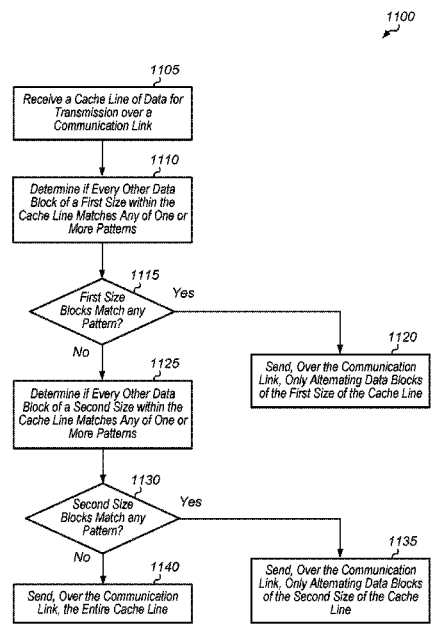 1100
1105
Receive a Cache Line of Data for
Transmission over a
Communication Link
1110
Determine if Every Other Data
Block of a First Size within the
Cache Line Matches Any of One or
More Patterns
1115
First Size
Blocks Match any
Pattern?
Yes
No
1120
Send, Over the Communication
Link, Only Alternating Data Blocks
of the First Size of the Cache Line
1125
Determine if Every Other Data
Block of a Second Size within the
Cache Line Matches Any of One or
More Patterns
1130
Second Size
Blocks Match any
Pattern?
Yes
No
1135
Send, Over the Communication
Link, Only Alternating Data Blocks
of the Second Size of the Cache
Line
1140
Send, Over the Communication
Link, the Entire Cache Line